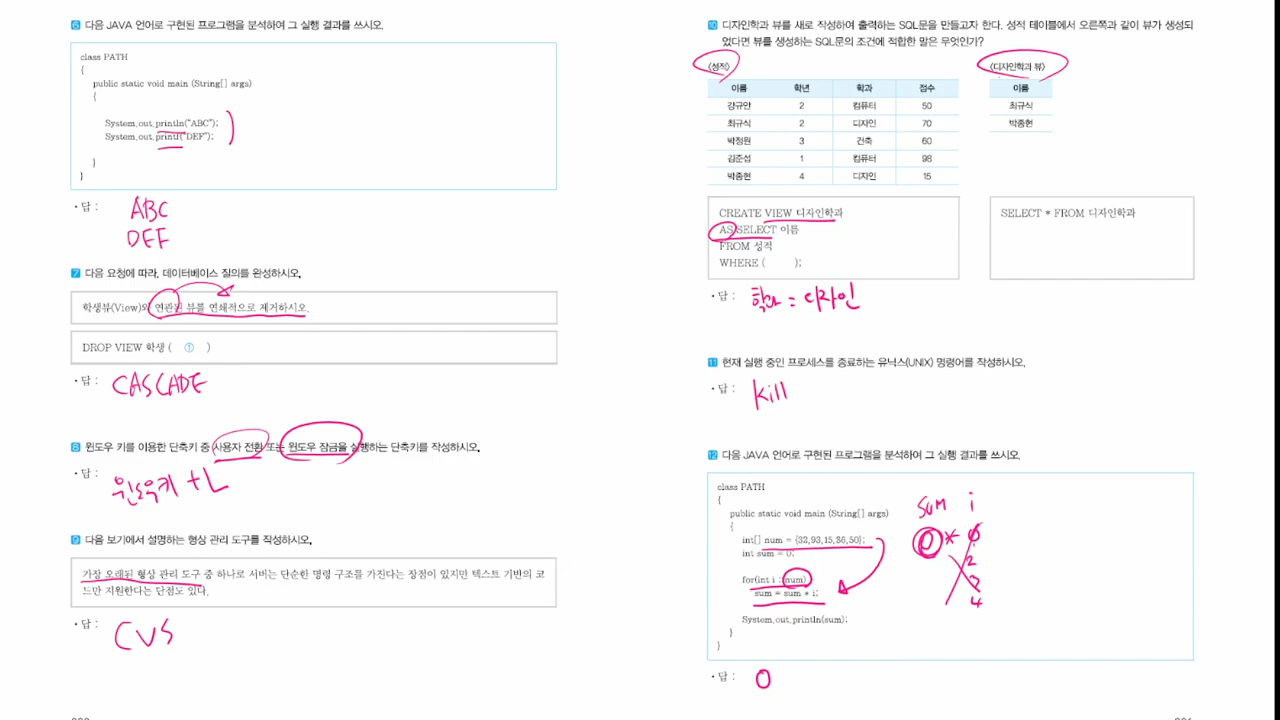 6 다음 JAVA 언어로 구현된 프로그램을 분석하여 그 실행 결과를 쓰시오.
class PATH
{
public static void main (String[] args)
{
System.out.println("ABC");
System.out.printf("DEF");
}
}
• 답 :
ABC
DEF
7 다음 요청에 따라, 데이터베이스 질의를 완성하시오.
학생뷰(View)와 연관된 뷰를 연쇄적으로 제거하시오.
DROP VIEW 학생 ( ① )
• 답 : CASCADE
8 윈도우 키를 이용한 단축키 중 사용자 전환 또는 윈도우 잠금을 실행하는 단축키를 작성하시오.
• 답 : 윈도우키 + L
9 다음 보기에서 설명하는 형상 관리 도구를 작성하시오.
가장 오래된 형상 관리 도구 중 하나로 서버는 단순한 명령 구조를 가진다는 장점이 있지만 텍스트 기반의 코
드만 지원한다는 단점도 있다.
• 답 : CVS
10 디자인학과 뷰를 새로 작성하여 출력하는 SQL문을 만들고자 한다. 성적 테이블에서 오른쪽과 같이 뷰가 생성되
었다면 뷰를 생성하는 SQL문의 조건에 적합한 말은 무엇인가?
〈성적〉
이름 학년 학과 점수
강규얀 2 컴퓨터 50
최규식 2 디자인 70
박정원 3 건축 60
김준섭 1 컴퓨터 98
박종현 4 디자인 15
〈디자인학과 뷰〉
이름
최규식
박종현
CREATE VIEW 디자인학과
AS SELECT 이름
FROM 성적
WHERE ( );
SELECT * FROM 디자인학과
• 답 : 학과 = 디자인
11 현재 실행 중인 프로세스를 종료하는 유닉스(UNIX) 명령어를 작성하시오.
• 답 : kill
12 다음 JAVA 언어로 구현된 프로그램을 분석하여 그 실행 결과를 쓰시오.
class PATH
{
public static void main (String[] args)
{
int[] num = {32,93,15,36,50};
int sum = 0;
for(int i : num)
sum = sum * i;
System.out.println(sum);
}
}
sum i
0 * 0
2
3
4
• 답 : 0